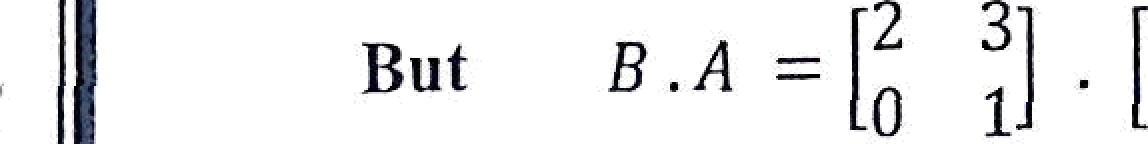 But B . A = [2 3] . [
[0 1]